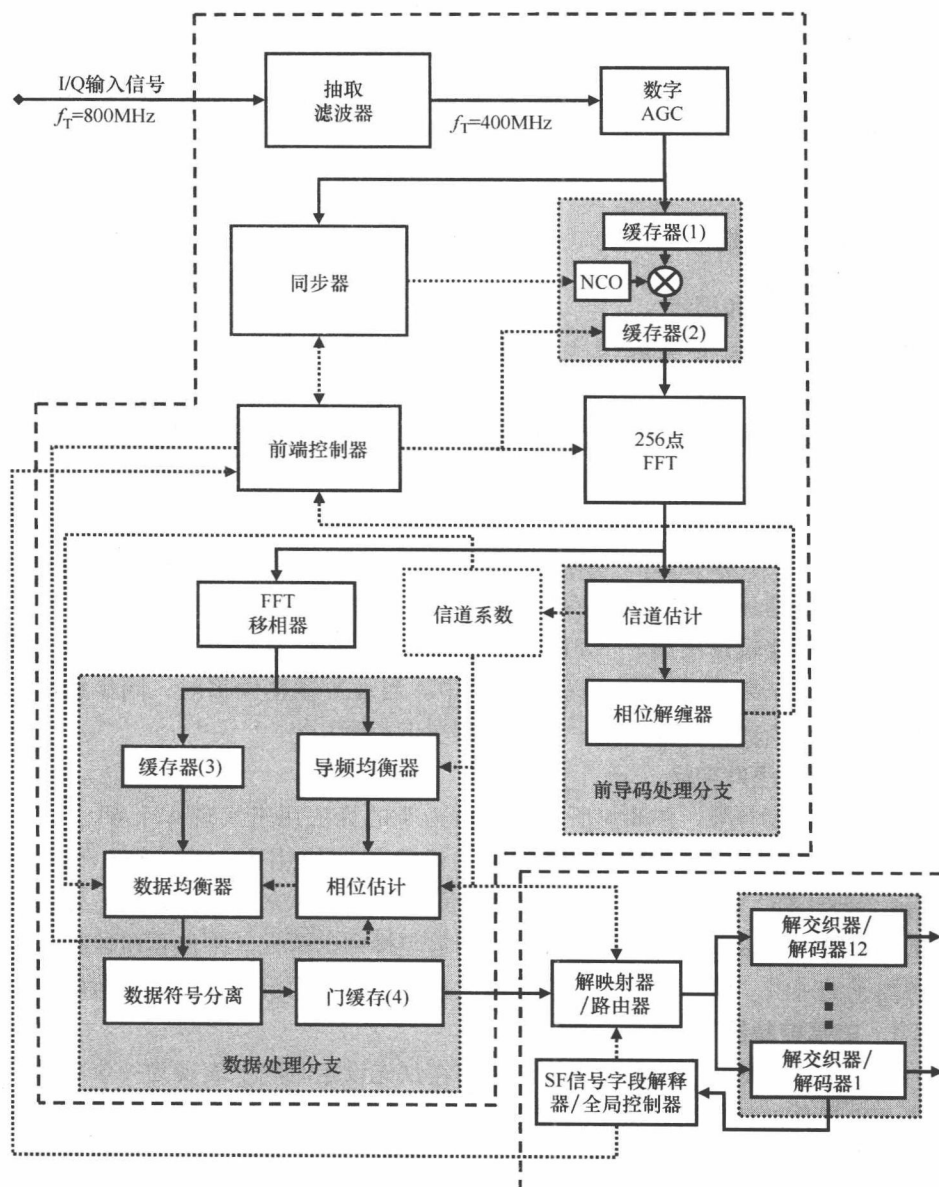 I/Q输入信号
f_T=800MHz
抽取
滤波器
f_T=400MHz
数字
AGC
缓存器(1)
同步器
NCO
缓存器(2)
前端控制器
256点
FFT
FFT
移相器
信道系数
信道估计
相位解缠器
前导码处理分支
缓存器(3)
导频均衡器
数据均衡器
相位估计
数据符号分离
门缓存(4)
数据处理分支
解映射器
/路由器
解交织器/
解码器12
解交织器/
解码器1
SF信号字段解释
器/全局控制器